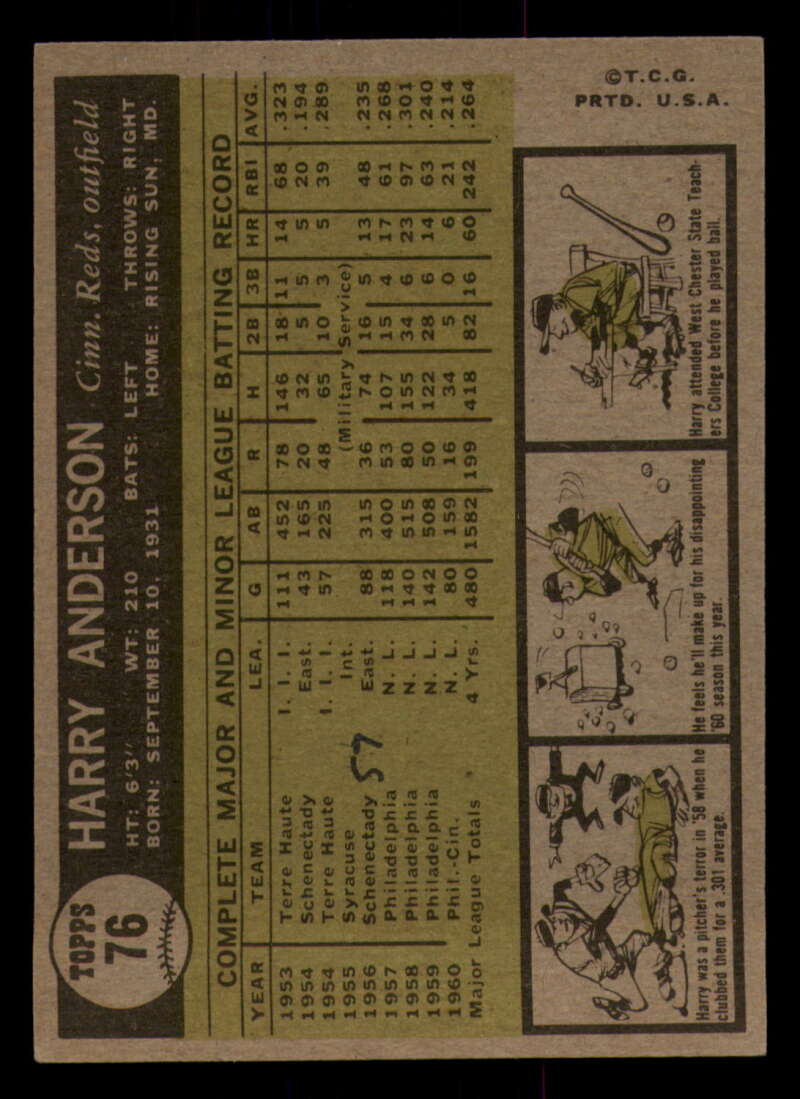 TOPPS
76
HARRY ANDERSON Cinn. Reds, outfield
HT: 6'3" WT: 210 BATS: LEFT THROWS: RIGHT
BORN: SEPTEMBER 10, 1931 HOME: RISING SUN, MD.
COMPLETE MAJOR AND MINOR LEAGUE BATTING RECORD
YEAR TEAM LEA. G AB R H 2B 3B HR RBI AVG.
1953 Terre Haute I. I. I. 111 452 78 146 18 11 14 68 .323
1954 Schenectady East. 43 165 20 32 5 5 5 20 .194
1954 Terre Haute I. I. I. 57 225 48 65 10 3 5 39 .289
1955 Syracuse Int. (Military Service)
1956 Schenectady East. 88 315 36 74 16 5 13 48 .235
1957 Philadelphia N. L. 118 400 53 107 15 4 17 61 .268
1958 Philadelphia N. L. 140 515 80 155 34 6 23 97 .301
1959 Philadelphia N. L. 142 508 50 122 28 6 14 63 .240
1960 Phil.-Cin. N. L. 80 159 16 34 5 0 6 21 .214
Major League Totals 4 Yrs. 480 1582 199 418 82 16 60 242 .264
57
Harry was a pitcher's terror in '58 when he
clubbed them for a .301 average.
He feels he'll make up for his disappointing
'60 season this year.
Harry attended West Chester State Teach-
ers College before he played ball.
©T.C.G.
PRTD. U.S.A.